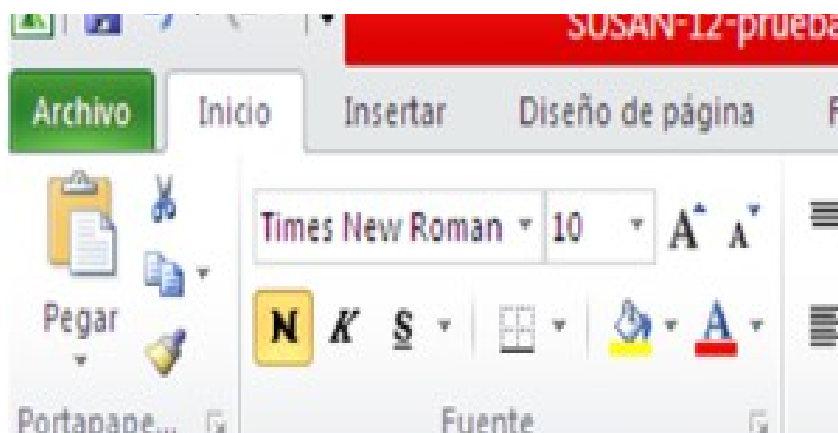 SUSAN-12-prueba
Archivo Inicio Insertar Diseño de página F
Times New Roman 10 A A
Pegar N K S A
Portapape... Fuente